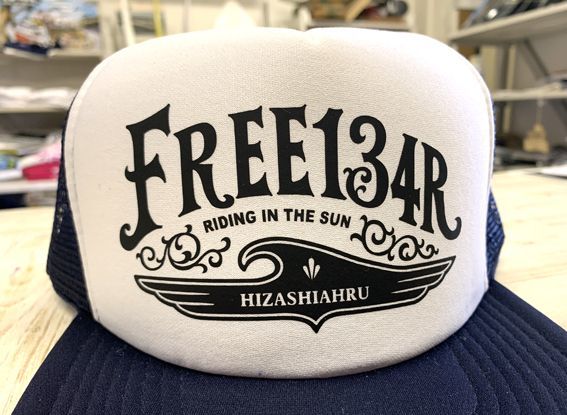 FREE134R
RIDING IN THE SUN
HIZASHIAHRU